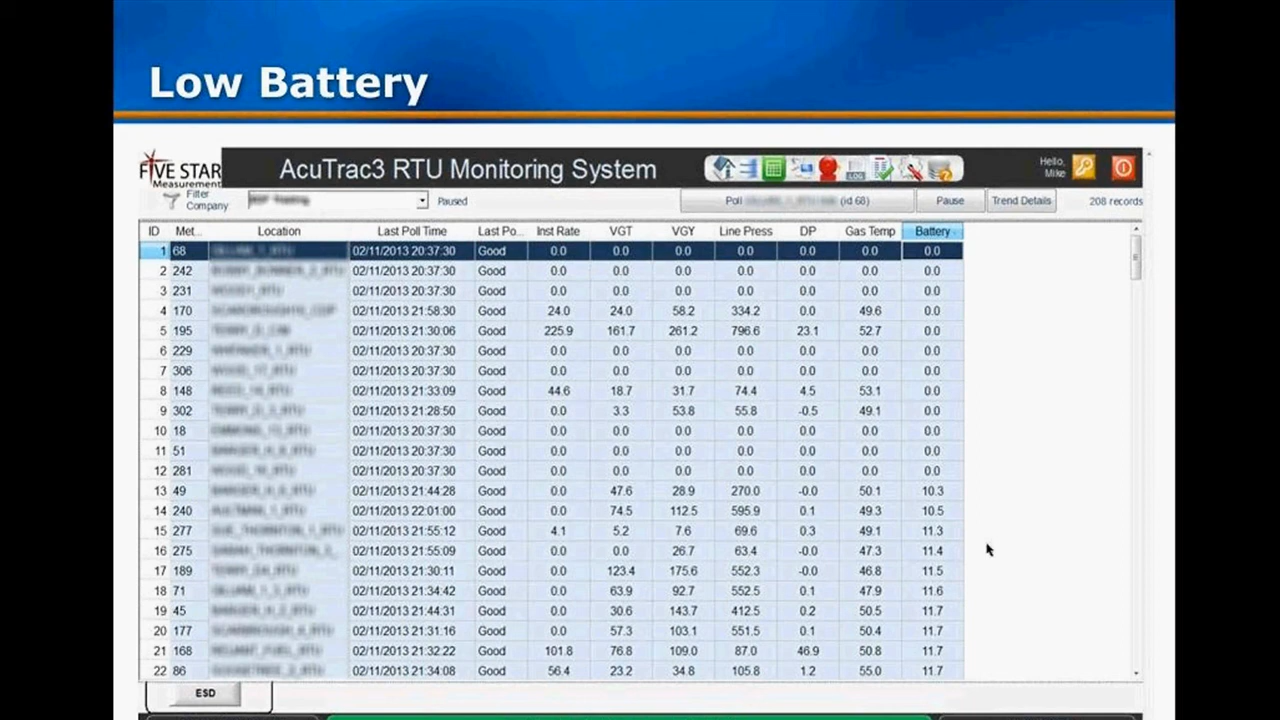 Low Battery
FIVE STAR
Measurement
AcuTrac3 RTU Monitoring System
LOG
Hello,
Mike
Filter
Company:
Paused
Poll (id 68)
Pause
Trend Details
208 records
ID Met... Location Last Poll Time Last Po... Inst Rate VGT VGY Line Press DP Gas Temp Battery
1 68 02/11/2013 20:37:30 Good 0.0 0.0 0.0 0.0 0.0 0.0 0.0
2 242 02/11/2013 20:37:30 Good 0.0 0.0 0.0 0.0 0.0 0.0 0.0
3 231 02/11/2013 20:37:30 Good 0.0 0.0 0.0 0.0 0.0 0.0 0.0
4 170 02/11/2013 21:58:30 Good 24.0 24.0 58.2 334.2 0.0 49.6 0.0
5 195 02/11/2013 21:30:06 Good 225.9 161.7 261.2 796.6 23.1 52.7 0.0
6 229 02/11/2013 20:37:30 Good 0.0 0.0 0.0 0.0 0.0 0.0 0.0
7 306 02/11/2013 20:37:30 Good 0.0 0.0 0.0 0.0 0.0 0.0 0.0
8 148 02/11/2013 21:33:09 Good 44.6 18.7 31.7 74.4 4.5 53.1 0.0
9 302 02/11/2013 21:28:50 Good 0.0 3.3 53.8 55.8 -0.5 49.1 0.0
10 18 02/11/2013 20:37:30 Good 0.0 0.0 0.0 0.0 0.0 0.0 0.0
11 51 02/11/2013 20:37:30 Good 0.0 0.0 0.0 0.0 0.0 0.0 0.0
12 281 02/11/2013 20:37:30 Good 0.0 0.0 0.0 0.0 0.0 0.0 0.0
13 49 02/11/2013 21:44:28 Good 0.0 47.6 28.9 270.0 -0.0 50.1 10.3
14 240 02/11/2013 22:01:00 Good 0.0 74.5 112.5 595.9 0.1 49.3 10.5
15 277 02/11/2013 21:55:12 Good 4.1 5.2 7.6 69.6 0.3 49.1 11.3
16 275 02/11/2013 21:55:09 Good 0.0 0.0 26.7 63.4 -0.0 47.3 11.4
17 189 02/11/2013 21:30:11 Good 0.0 123.4 175.6 552.3 -0.0 46.8 11.5
18 71 02/11/2013 21:34:42 Good 0.0 63.9 92.7 552.5 0.1 47.9 11.6
19 45 02/11/2013 21:44:31 Good 0.0 30.6 143.7 412.5 0.2 50.5 11.7
20 177 02/11/2013 21:31:16 Good 0.0 57.3 103.1 551.5 0.1 50.4 11.7
21 168 02/11/2013 21:32:22 Good 101.8 76.8 109.0 87.0 46.9 50.8 11.7
22 86 02/11/2013 21:34:08 Good 56.4 23.2 34.8 105.8 1.2 55.0 11.7
ESD